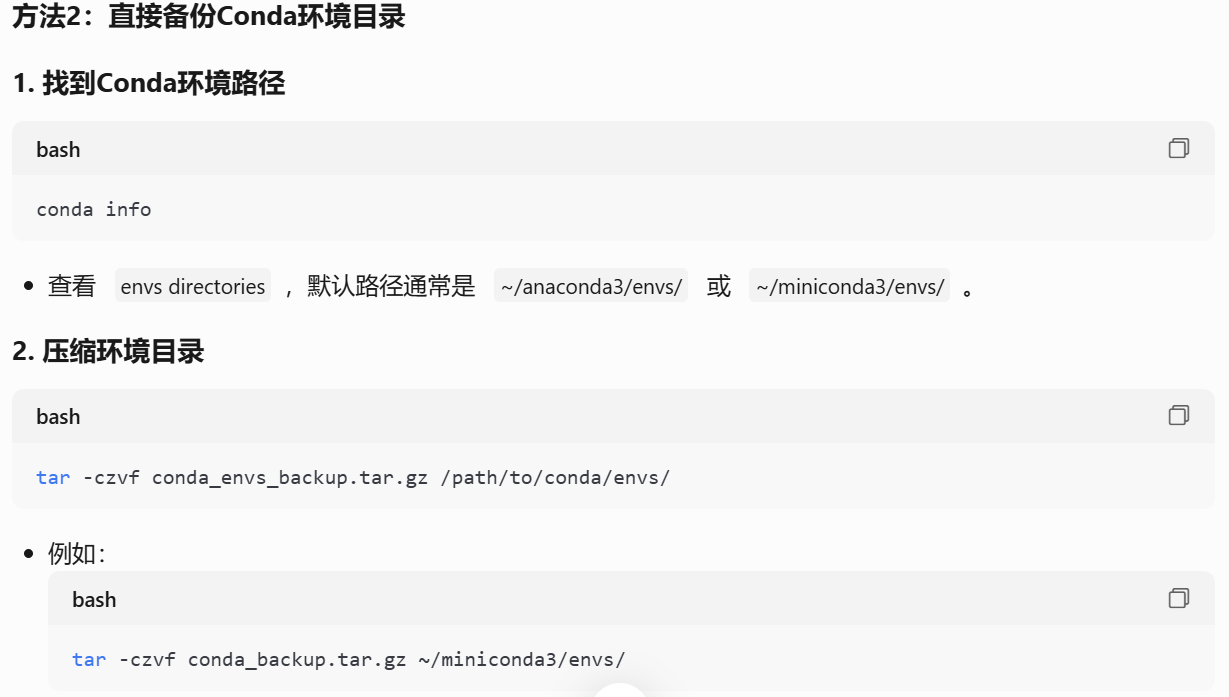 方法2：直接备份Conda环境目录
1. 找到Conda环境路径
bash
conda info
查看 envs directories ，默认路径通常是 ~/anaconda3/envs/ 或 ~/miniconda3/envs/ 。
2. 压缩环境目录
bash
tar -czvf conda_envs_backup.tar.gz /path/to/conda/envs/
例如：
bash
tar -czvf conda_backup.tar.gz ~/miniconda3/envs/